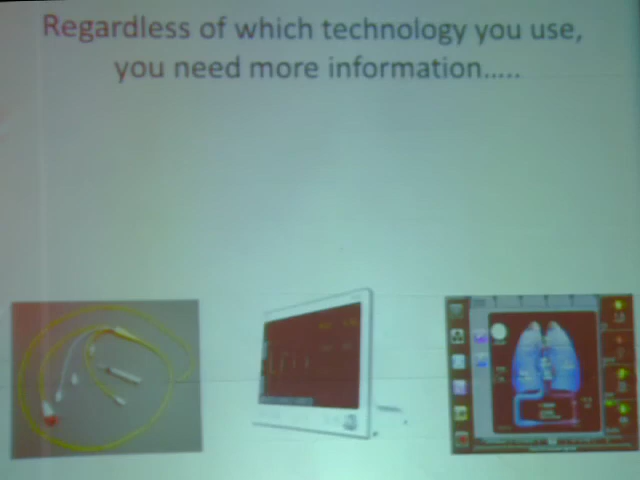 Regardless of which technology you use,
you need more information.....